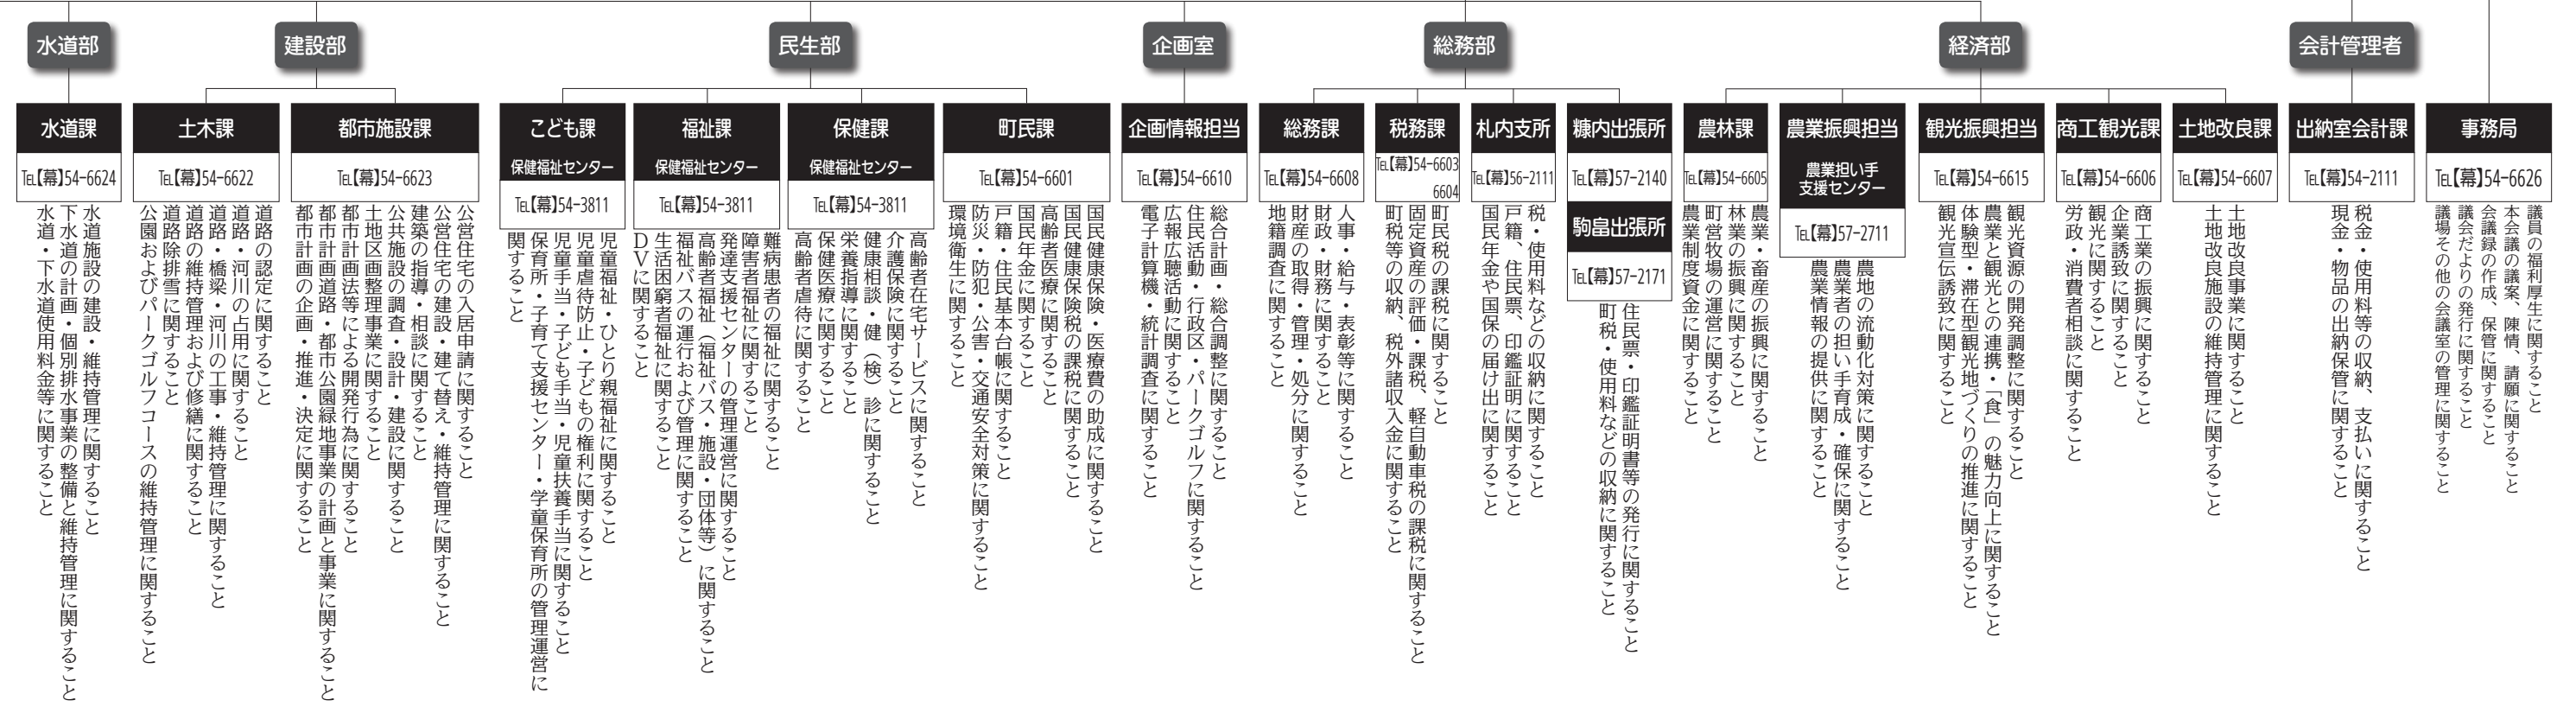 水道部
建設部
民生部
企画室
総務部
経済部
会計管理者
水道課
℡【幕】54-6624
水道施設の建設・維持管理に関すること
下水道の計画・個別排水事業の整備と維持管理に関すること
水道・下水道使用料金等に関すること
土木課
℡【幕】54-6622
道路の認定に関すること
道路・河川の占用に関すること
道路・橋梁・河川の工事・維持管理に関すること
道路の維持管理および修繕に関すること
道路除排雪に関すること
公園およびパークゴルフコースの維持管理に関すること
都市施設課
℡【幕】54-6623
公営住宅の入居申請に関すること
公営住宅の建設・建て替え・維持管理に関すること
建築の指導・相談に関すること
公共施設の調査・設計・建設に関すること
土地区画整理事業に関すること
都市計画法等による開発行為に関すること
都市計画道路・都市公園緑地事業の計画と事業に関すること
都市計画の企画・推進・決定に関すること
こども課
保健福祉センター
℡【幕】54-3811
児童福祉・ひとり親福祉に関すること
児童虐待防止・子どもの権利に関すること
児童手当・子ども手当・児童扶養手当に関すること
保育所・子育て支援センター・学童保育所の管理運営に
関すること
福祉課
保健福祉センター
℡【幕】54-3811
難病患者の福祉に関すること
障害者福祉に関すること
発達支援センターの管理運営に関すること
高齢者福祉（福祉バス・施設・団体等）に関すること
福祉バスの運行および管理に関すること
生活困窮者福祉に関すること
ＤＶに関すること
保健課
保健福祉センター
℡【幕】54-3811
高齢者在宅サービスに関すること
介護保険に関すること
健康相談・健（検）診に関すること
栄養指導に関すること
保健医療に関すること
高齢者虐待に関すること
町民課
℡【幕】54-6601
国民健康保険・医療費の助成に関すること
国民健康保険税の課税に関すること
高齢者医療に関すること
国民年金に関すること
戸籍・住民基本台帳に関すること
防災・防犯・公害・交通安全対策に関すること
環境衛生に関すること
企画情報担当
℡【幕】54-6610
総合計画・総合調整に関すること
住民活動・行政区・パークゴルフに関すること
広報広聴活動に関すること
電子計算機・統計調査に関すること
総務課
℡【幕】54-6608
人事・給与・表彰等に関すること
財政・財務に関すること
財産の取得・管理・処分に関すること
地籍調査に関すること
税務課
℡【幕】54-6603
6604
町民税の課税に関すること
固定資産の評価・課税、軽自動車税の課税に関すること
町税等の収納、税外諸収入金に関すること
札内支所
℡【幕】56-2111
税・使用料などの収納に関すること
戸籍、住民票、印鑑証明に関すること
国民年金や国保の届け出に関すること
糠内出張所
℡【幕】57-2140
駒畠出張所
℡【幕】57-2171
住民票・印鑑証明書等の発行に関すること
町税・使用料などの収納に関すること
農林課
℡【幕】54-6605
農業・畜産の振興に関すること
林業の振興に関すること
町営牧場の運営に関すること
農業制度資金に関すること
農業振興担当
農業担い手
支援センター
℡【幕】57-2711
農地の流動化対策に関すること
農業者の担い手育成・確保に関すること
農業情報の提供に関すること
観光振興担当
℡【幕】54-6615
観光資源の開発調整に関すること
農業と観光との連携・「食」の魅力向上に関すること
体験型・滞在型観光地づくりの推進に関すること
観光宣伝誘致に関すること
商工観光課
℡【幕】54-6606
商工業の振興に関すること
企業誘致に関すること
観光に関すること
労政・消費者相談に関すること
土地改良課
℡【幕】54-6607
土地改良事業に関すること
土地改良施設の維持管理に関すること
出納室会計課
℡【幕】54-2111
税金・使用料等の収納、支払いに関すること
現金・物品の出納保管に関すること
事務局
℡【幕】54-6626
議員の福利厚生に関すること
本会議の議案、陳情、請願に関すること
会議録の作成、保管に関すること
議会だよりの発行に関すること
議場その他の会議室の管理に関すること